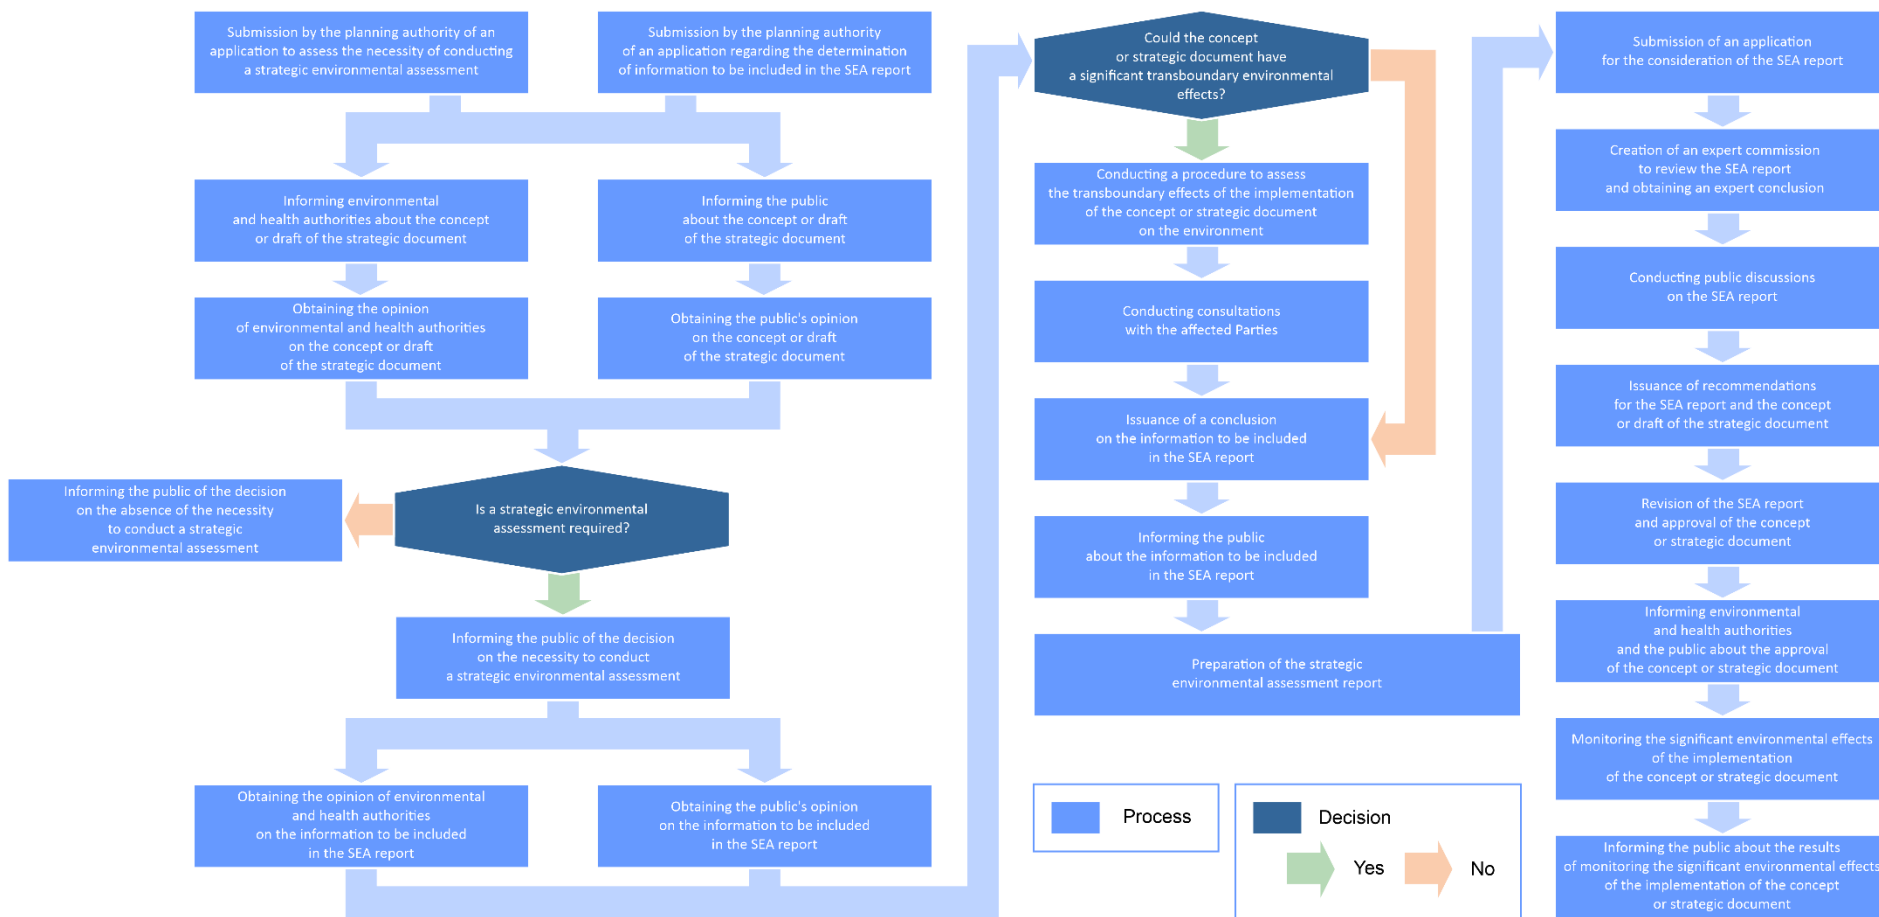 Submission by the planning authority of an
application to assess the necessity of conducting
a strategic environmental assessment
Submission by the planning authority
of an application regarding the determination
of information to be included in the SEA report
Informing environmental
and health authorities about the concept
or draft of the strategic document
Informing the public
about the concept or draft
of the strategic document
Obtaining the opinion
of environmental and health authorities
on the concept or draft
of the strategic document
Obtaining the public's opinion
on the concept or draft
of the strategic document
Is a strategic environmental
assessment required?
Informing the public of the decision
on the absence of the necessity
to conduct a strategic
environmental assessment
Informing the public of the decision
on the necessity to conduct
a strategic environmental assessment
Obtaining the opinion of environmental
and health authorities
on the information to be included
in the SEA report
Obtaining the public's opinion
on the information to be included
in the SEA report
Could the concept
or strategic document have
a significant transboundary environmental
effects?
Conducting a procedure to assess
the transboundary effects of the implementation
of the concept or strategic document
on the environment
Conducting consultations
with the affected Parties
Issuance of a conclusion
on the information to be included
in the SEA report
Informing the public
about the information to be included
in the SEA report
Preparation of the strategic
environmental assessment report
Submission of an application
for the consideration of the SEA report
Creation of an expert commission
to review the SEA report
and obtaining an expert conclusion
Conducting public discussions
on the SEA report
Issuance of recommendations
for the SEA report and the concept
or draft of the strategic document
Revision of the SEA report
and approval of the concept
or strategic document
Informing environmental
and health authorities
and the public about the approval
of the concept or strategic document
Monitoring the significant environmental effects
of the implementation
of the concept or strategic document
Informing the public about the results
of monitoring the significant environmental effects
of the implementation of the concept
or strategic document
Process
Decision
Yes
No